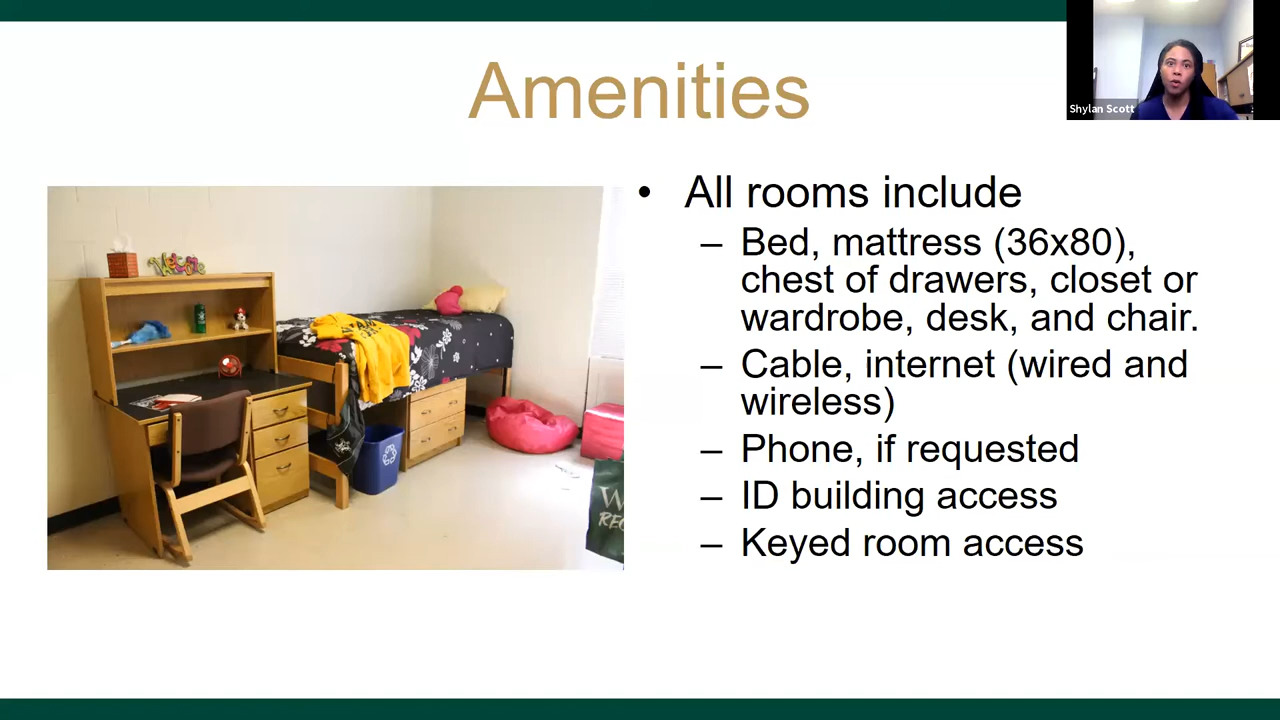 Amenities
Shylan Scott
• All rooms include
– Bed, mattress (36x80),
chest of drawers, closet or
wardrobe, desk, and chair.
– Cable, internet (wired and
wireless)
– Phone, if requested
– ID building access
– Keyed room access
Welcome